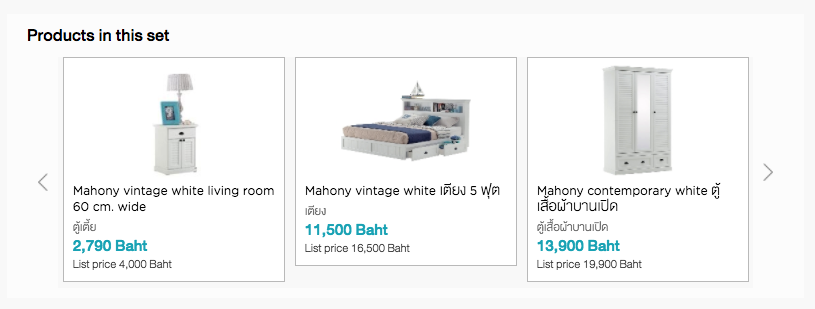 Products in this set
Mahony vintage white living room
60 cm. wide
ตู้เตี้ย
2,790 Baht
List price 4,000 Baht
Mahony vintage white เตียง 5 ฟุต
เตียง
11,500 Baht
List price 16,500 Baht
Mahony contemporary white ตู้
เสื้อผ้าบานเปิด
ตู้เสื้อผ้าบานเปิด
13,900 Baht
List price 19,900 Baht